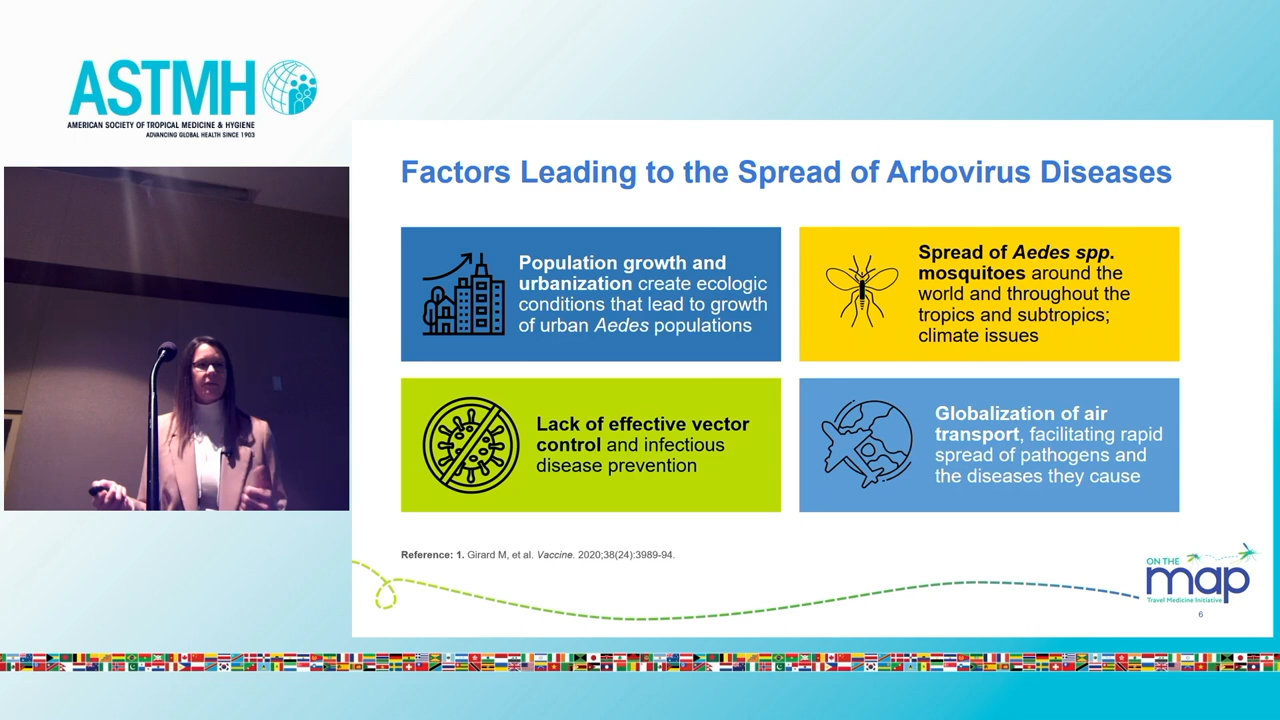 ASTMH
AMERICAN SOCIETY OF TROPICAL MEDICINE & HYGIENE
ADVANCING GLOBAL HEALTH SINCE 1903
Factors Leading to the Spread of Arbovirus Diseases
Population growth and
urbanization create ecologic
conditions that lead to growth
of urban Aedes populations
Spread of Aedes spp.
mosquitoes around the
world and throughout the
tropics and subtropics;
climate issues
Lack of effective vector
control and infectious
disease prevention
Globalization of air
transport, facilitating rapid
spread of pathogens and
the diseases they cause
Reference: 1. Girard M, et al. Vaccine. 2020;38(24):3989-94.
ON THE
map
Travel Medicine Initiative
6